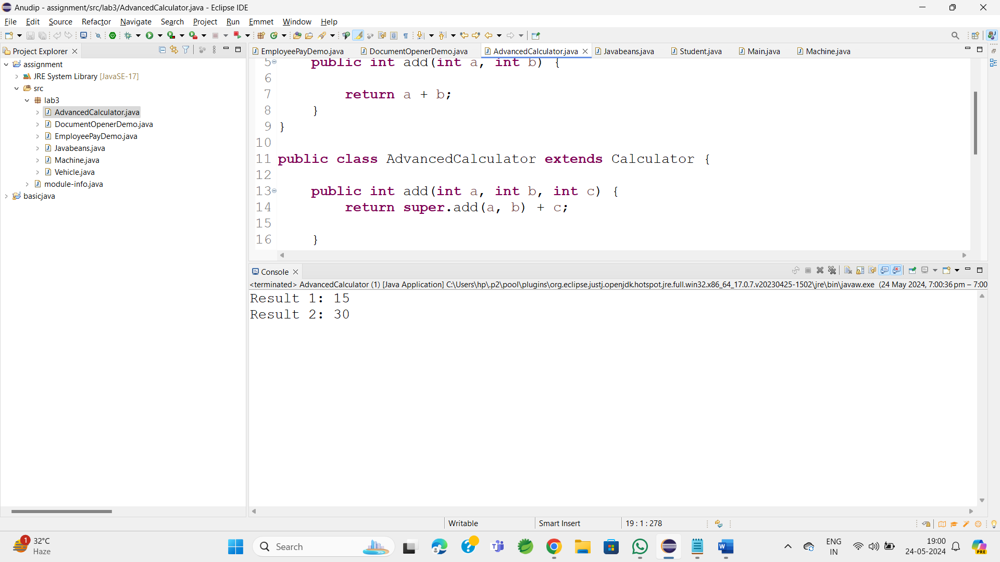 Anudip - assignment/src/lab3/AdvancedCalculator.java - Eclipse IDE
File Edit Source Refactor Navigate Search Project Run Emmet Window Help
Project Explorer
assignment
JRE System Library [JavaSE-17]
src
lab3
AdvancedCalculator.java
DocumentOpenerDemo.java
EmployeePayDemo.java
Javabeans.java
Machine.java
Vehicle.java
module-info.java
basicjava
EmployeePayDemo.java DocumentOpenerDemo.java AdvancedCalculator.java Javabeans.java Student.java Main.java Machine.java
5 public int add(int a, int b) {
6
7 return a + b;
8 }
9 }
10
11 public class AdvancedCalculator extends Calculator {
12
13 public int add(int a, int b, int c) {
14 return super.add(a, b) + c;
15
16 }
Console
<terminated> AdvancedCalculator (1) [Java Application] C:\Users\hp\.p2\pool\plugins\org.eclipse.justj.openjdk.hotspot.jre.full.win32.x86_64_17.0.7.v20230425-1502\jre\bin\javaw.exe (24 May 2024, 7:00:36 pm – 7:00
Result 1: 15
Result 2: 30
Writable Smart Insert 19 : 1 : 278
1
32°C
Haze
Search
ENG
IN
19:00
24-05-2024
PRE